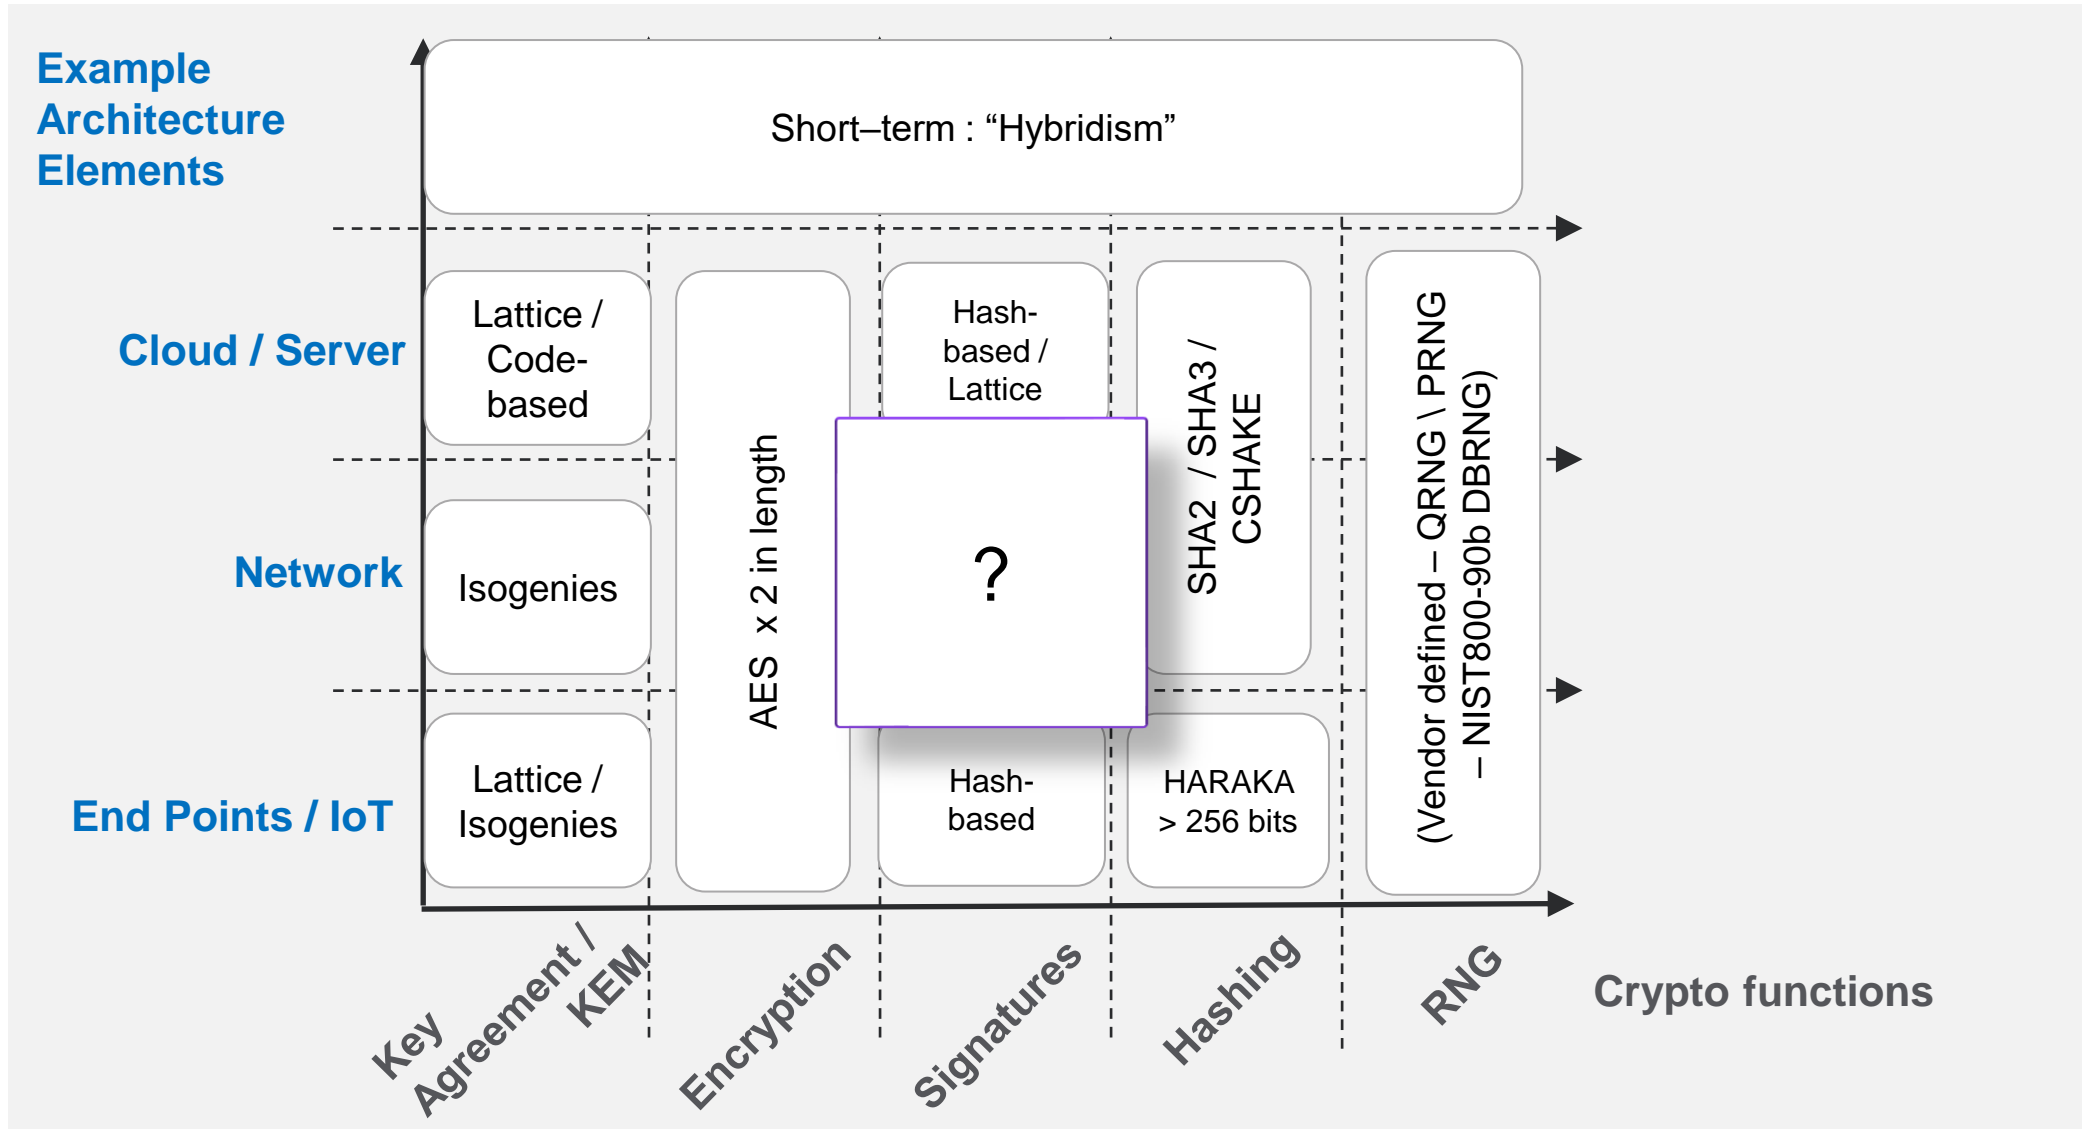 Example
Architecture
Elements
Short–term : “Hybridism”
Cloud / Server
Lattice /
Code-
based
Hash-
based /
Lattice
AES x 2 in length
SHA2 / SHA3 /
CSHAKE
(Vendor defined – QRNG \ PRNG
– NIST800-90b DBRNG)
?
Network
Isogenies
End Points / IoT
Lattice /
Isogenies
Hash-
based
HARAKA
> 256 bits
Key
Agreement /
KEM
Encryption
Signatures
Hashing
RNG
Crypto functions